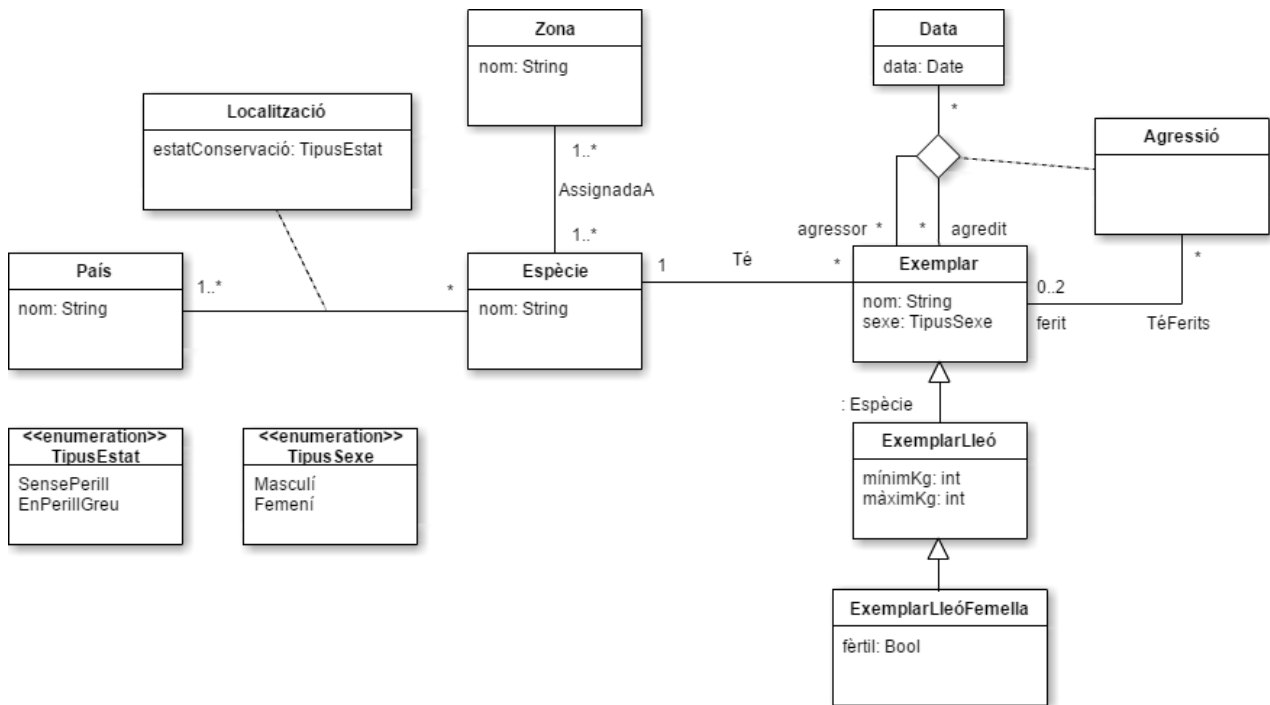 Zona
nom: String
Data
data: Date
Localització
estatConservació: TipusEstat
Agressió
*
1..*
AssignadaA
1..*
agressor *
* agredit
País
nom: String
1..*
*
Espècie
nom: String
1
Té
*
Exemplar
nom: String
sexe: TipusSexe
0..2
ferit
*
TéFerits
: Espècie
<<enumeration>>
TipusEstat
SensePerill
EnPerillGreu
<<enumeration>>
TipusSexe
Masculí
Femení
ExemplarLleó
mínimKg: int
màximKg: int
ExemplarLleóFemella
fèrtil: Bool